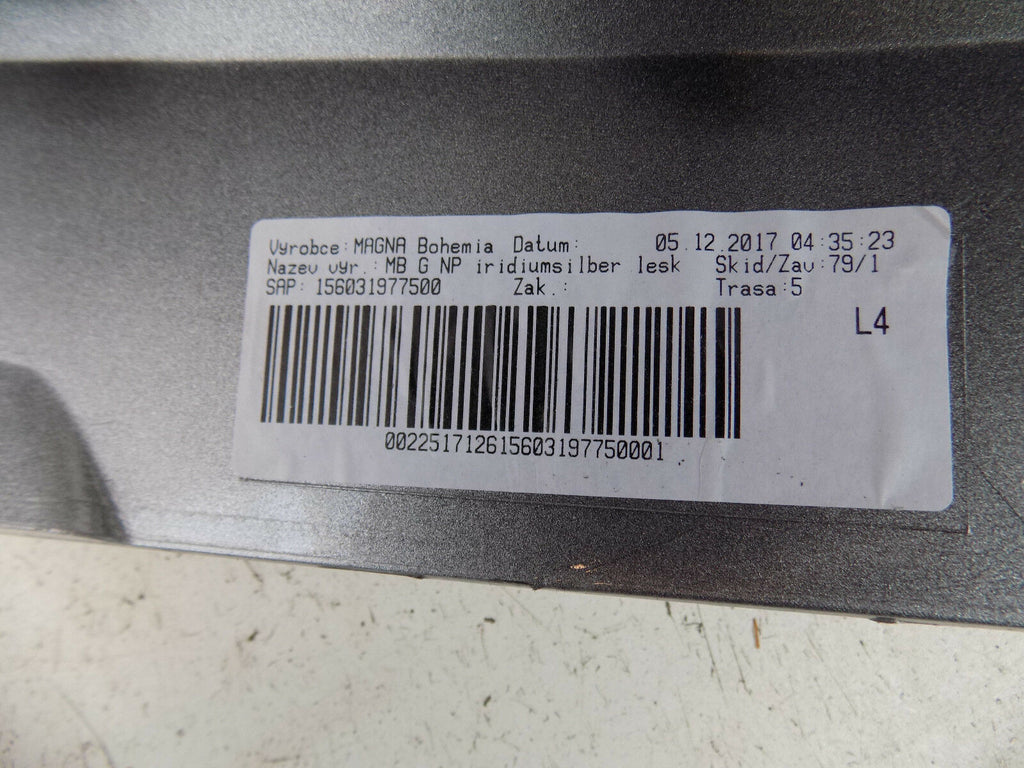 Vyrobce: MAGNA Bohemia Datum: 05.12.2017 04:35:23
Nazev vyr.: MB G NP iridiumsilber lesk Skid/Zav:79/1
SAP: 156031977500 Zak.: Trasa:5
L4
0022517126156031977500​01